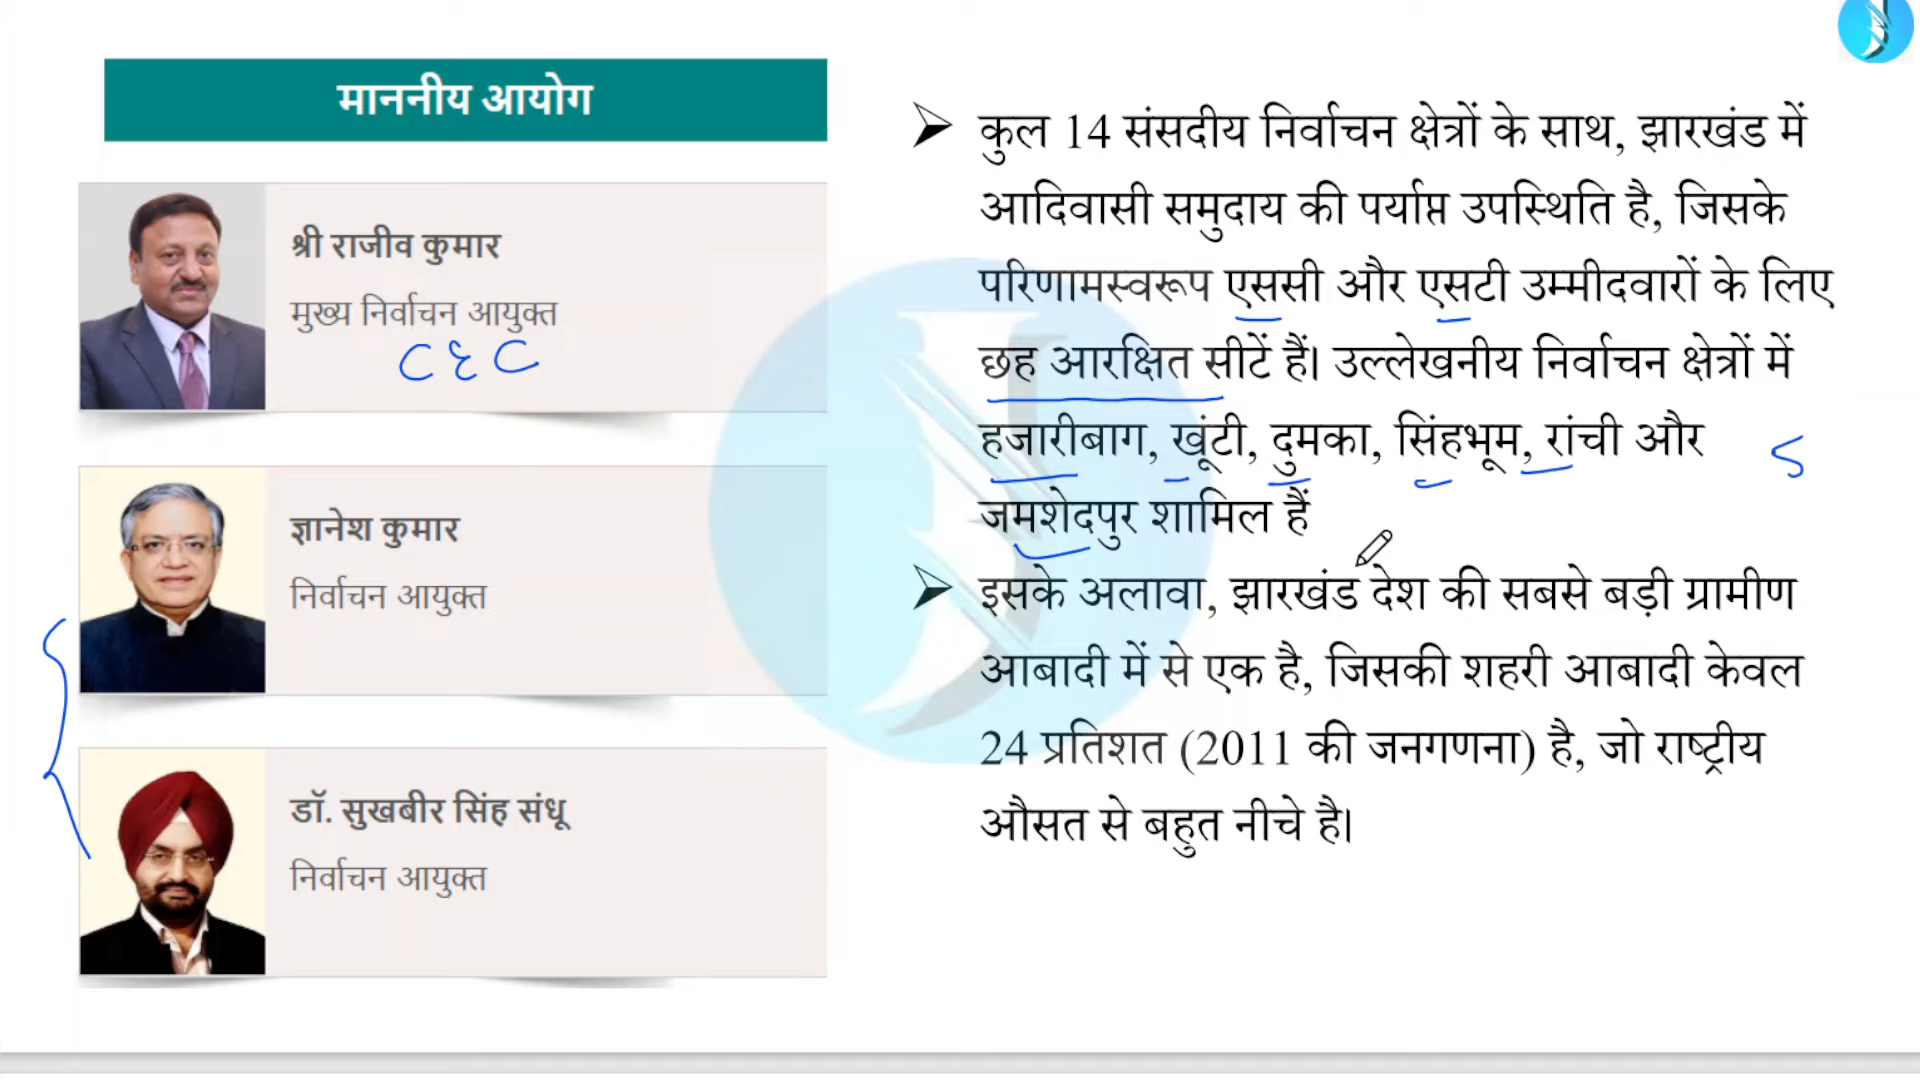 माननीय आयोग
श्री राजीव कुमार
मुख्य निर्वाचन आयुक्त
CEC
ज्ञानेश कुमार
निर्वाचन आयुक्त
डॉ. सुखबीर सिंह संधू
निर्वाचन आयुक्त
कुल 14 संसदीय निर्वाचन क्षेत्रों के साथ, झारखंड में
आदिवासी समुदाय की पर्याप्त उपस्थिति है, जिसके
परिणामस्वरूप एससी और एसटी उम्मीदवारों के लिए
छह आरक्षित सीटें हैं। उल्लेखनीय निर्वाचन क्षेत्रों में
हजारीबाग, खूंटी, दुमका, सिंहभूम, रांची और
जमशेदपुर शामिल हैं
इसके अलावा, झारखंड देश की सबसे बड़ी ग्रामीण
आबादी में से एक है, जिसकी शहरी आबादी केवल
24 प्रतिशत (2011 की जनगणना) है, जो राष्ट्रीय
औसत से बहुत नीचे है।